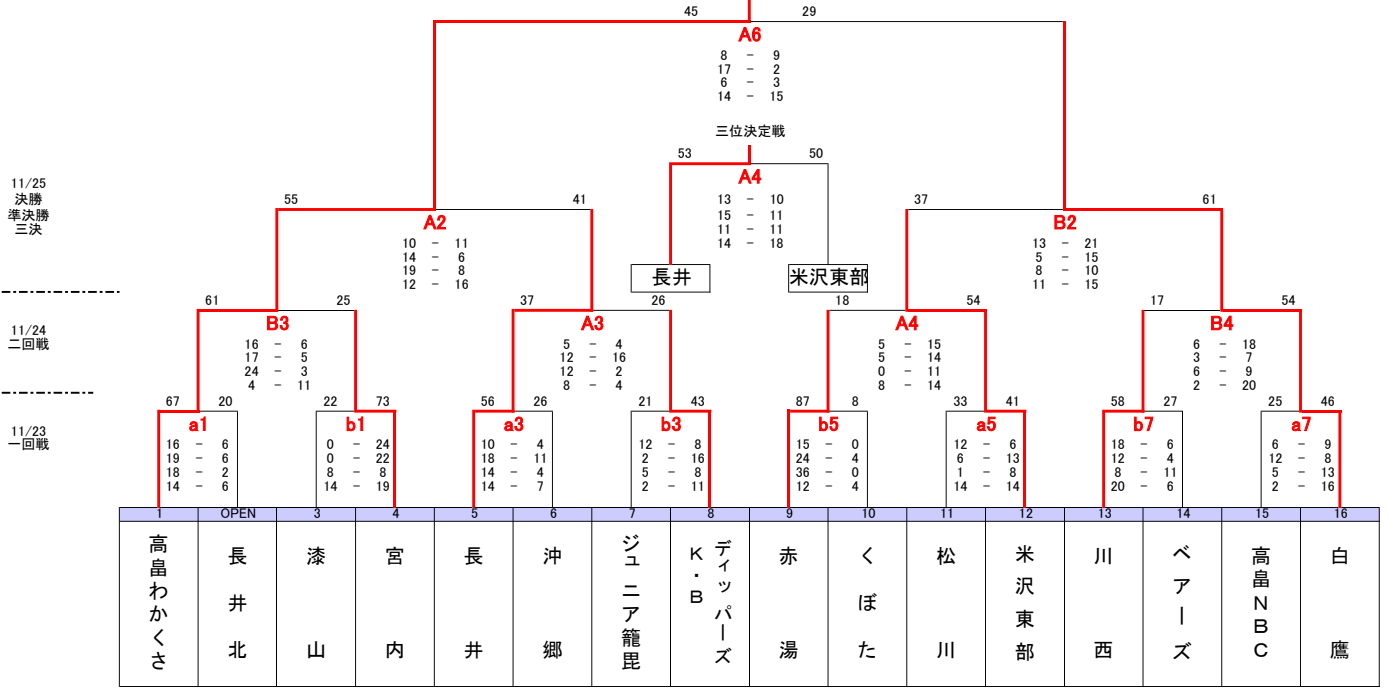 45 29
A6
8 - 9
17 - 2
6 - 3
14 - 15
三位決定戦
53 50
A4
13 - 10
15 - 11
11 - 11
14 - 18
長井 米沢東部
11/25
決勝
準決勝
三決
55 41
A2
10 - 11
14 - 6
19 - 8
12 - 16
37 61
B2
13 - 21
5 - 15
8 - 10
11 - 15
11/24
二回戦
61 25
B3
16 - 6
17 - 5
24 - 3
4 - 11
37 26
A3
5 - 4
12 - 16
12 - 2
8 - 4
18 54
A4
5 - 15
5 - 14
0 - 11
8 - 14
17 54
B4
6 - 18
3 - 7
6 - 9
2 - 20
11/23
一回戦
67 20
a1
16 - 6
19 - 6
18 - 2
14 - 6
22 73
b1
0 - 24
0 - 22
8 - 8
14 - 19
56 26
a3
10 - 4
18 - 11
14 - 4
14 - 7
21 43
b3
12 - 8
2 - 16
5 - 8
2 - 11
87 8
b5
15 - 0
24 - 4
36 - 0
12 - 4
33 41
a5
12 - 6
6 - 13
1 - 8
14 - 14
58 27
b7
18 - 6
12 - 4
8 - 11
20 - 6
25 46
a7
6 - 9
12 - 8
5 - 13
2 - 16
1 OPEN 3 4 5 6 7 8 9 10 11 12 13 14 15 16
高畠わかくさ
長井北
漆山
宮内
長井
沖郷
ジュニア籠毘
ディッパーズ
K・B
赤湯
くぼた
松川
米沢東部
川西
ベアーズ
高畠NBC
白鷹